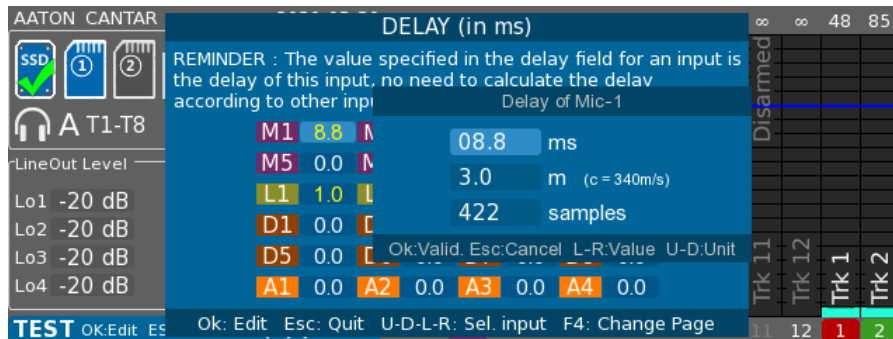 AATON CANTAR
SSD
1
2
A T1-T8
LineOut Level
Lo1 -20 dB
Lo2 -20 dB
Lo3 -20 dB
Lo4 -20 dB
TEST OK:Edit ES
DELAY (in ms)
REMINDER : The value specified in the delay field for an input is
the delay of this input, no need to calculate the delay
according to other inpu
M1 8.8 M
M5 0.0 M
L1 1.0 L
D1 0.0 D
D5 0.0
A1 0.0 A2 0.0 A3 0.0 A4 0.0
Delay of Mic-1
08.8 ms
3.0 m (c = 340m/s)
422 samples
Ok:Valid. Esc:Cancel L-R:Value U-D:Unit
Ok: Edit Esc: Quit U-D-L-R: Sel. input F4: Change Page
∞ ∞ 48 85
Disarmed
Trk 11
Trk 12
Trk 1
Trk 2
11 12 1 2